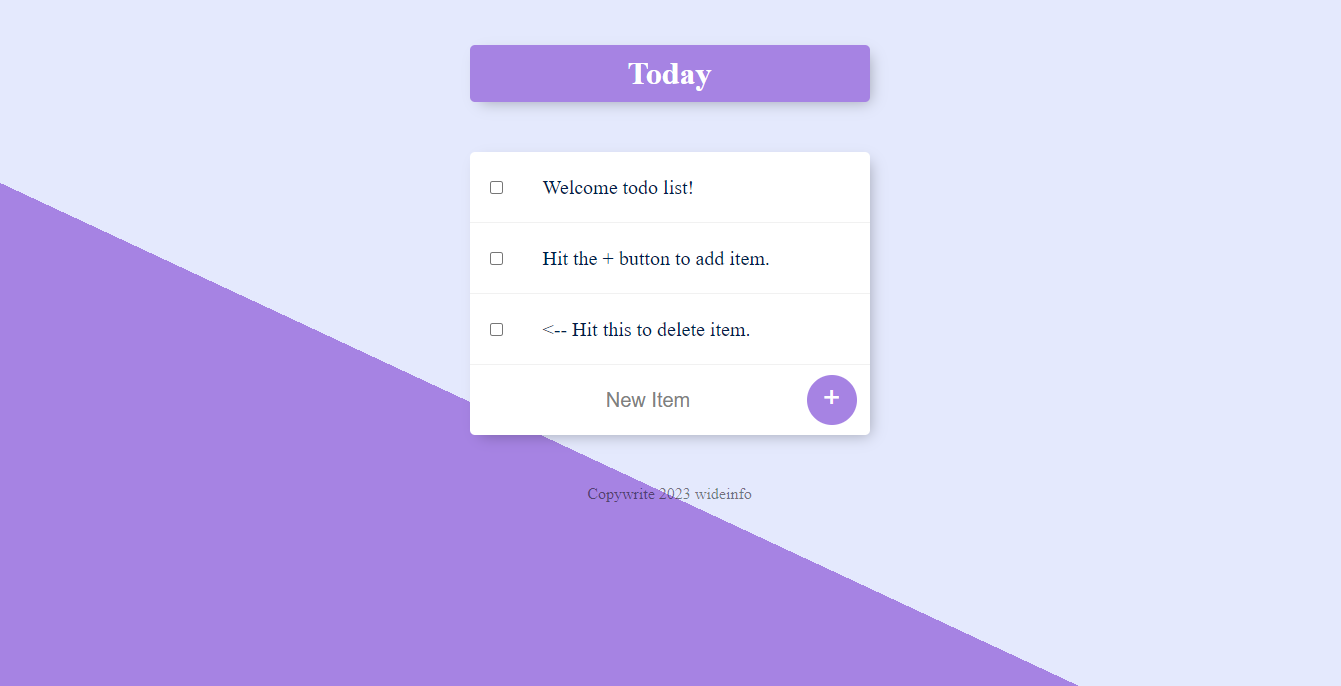 Today
Welcome todo list!
Hit the + button to add item.
<-- Hit this to delete item.
New Item
+
Copywrite 2023 wideinfo